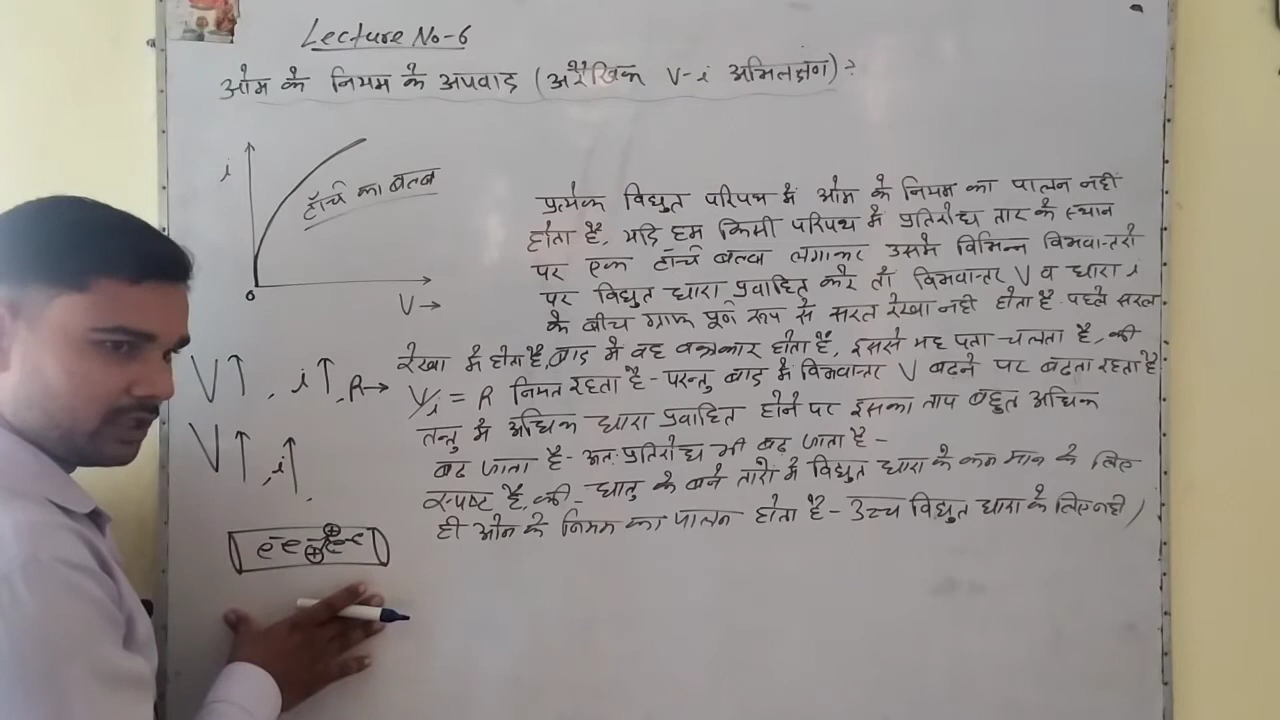 Lecture No-6
ओम के नियम के अपवाद (अरैखिक V-i अभिलक्षण) :
i
टॉर्च का बल्ब
0
V →
प्रत्येक विद्युत परिपथ में ओम के नियम का पालन नही
होता है, यदि हम किसी परिपथ में प्रतिरोध तार के स्थान
पर एक टॉर्च बल्ब लगाकर उसमे विभिन्न विभवान्तरो
पर विद्युत धारा प्रवाहित करे तो विभवान्तर V व धारा i
के बीच ग्राफ पूर्ण रूप से सरल रेखा नही होता है पहले सरल
रेखा मे होता है, बाद मे वह वक्राकार होता है, इससे यह पता चलता है, की
V/i = R नियत रहता है - परन्तु बाद मे विभवान्तर V बढने पर बढता रहता है
तन्तु मे अधिक धारा प्रवाहित होने पर इसका ताप बहुत अधिक
बढ जाता है - अतः प्रतिरोध भी बढ जाता है -
स्पष्ट है, की - धातु के बने तारो मे विद्युत धारा के कम मान के लिए
ही ओम के नियम का पालन होता है - उच्च विद्युत धारा के लिए नही /
V↑, i↑, R→
V↑, i↑,
e⁻ e⁻ ⊕ ⊕ e⁻ e